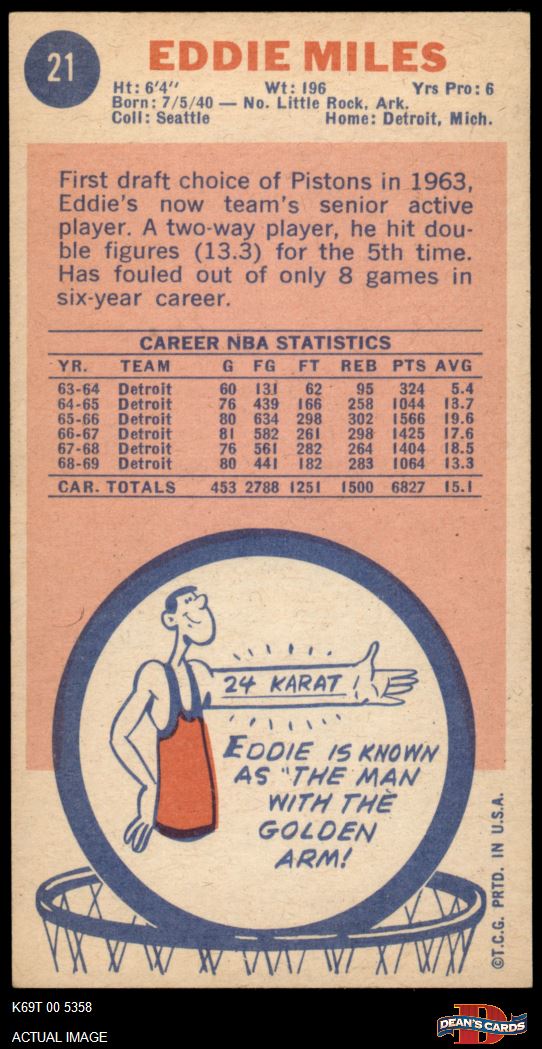 21
EDDIE MILES
Ht: 6'4" Wt: 196 Yrs Pro: 6
Born: 7/5/40 — No. Little Rock, Ark.
Coll: Seattle Home: Detroit, Mich.
First draft choice of Pistons in 1963,
Eddie's now team's senior active
player. A two-way player, he hit dou-
ble figures (13.3) for the 5th time.
Has fouled out of only 8 games in
six-year career.
CAREER NBA STATISTICS
YR. TEAM G FG FT REB PTS AVG
63-64 Detroit 60 131 62 95 324 5.4
64-65 Detroit 76 439 166 258 1044 13.7
65-66 Detroit 80 634 298 302 1566 19.6
66-67 Detroit 81 582 261 298 1425 17.6
67-68 Detroit 76 561 282 264 1404 18.5
68-69 Detroit 80 441 182 283 1064 13.3
CAR. TOTALS 453 2788 1251 1500 6827 15.1
24 KARAT!
EDDIE IS KNOWN
AS "THE MAN
WITH THE
GOLDEN
ARM!
©T.C.G. PRTD. IN U.S.A.
K69T 00 5358
ACTUAL IMAGE
D
DEAN'S CARDS